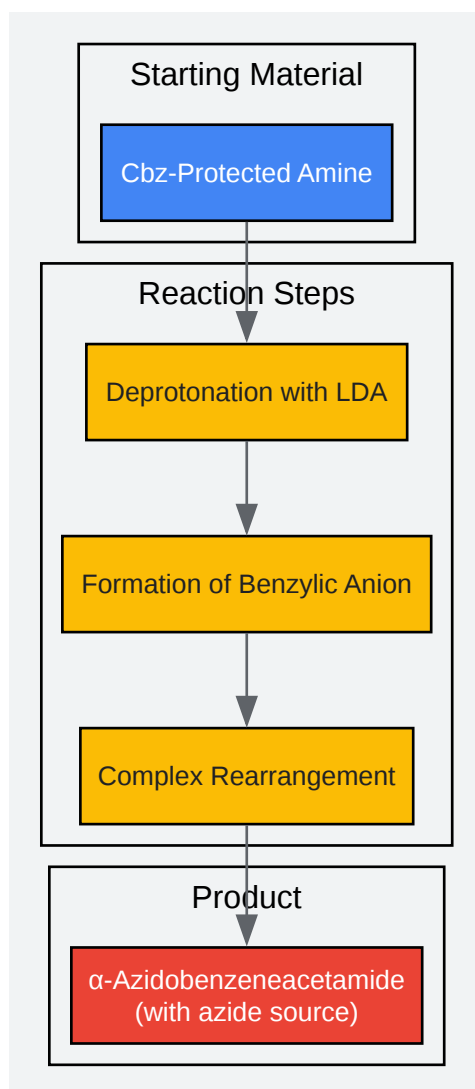 Starting Material
Cbz-Protected Amine
Reaction Steps
Deprotonation with LDA
Formation of Benzylic Anion
Complex Rearrangement
Product
α-Azidobenzeneacetamide
(with azide source)